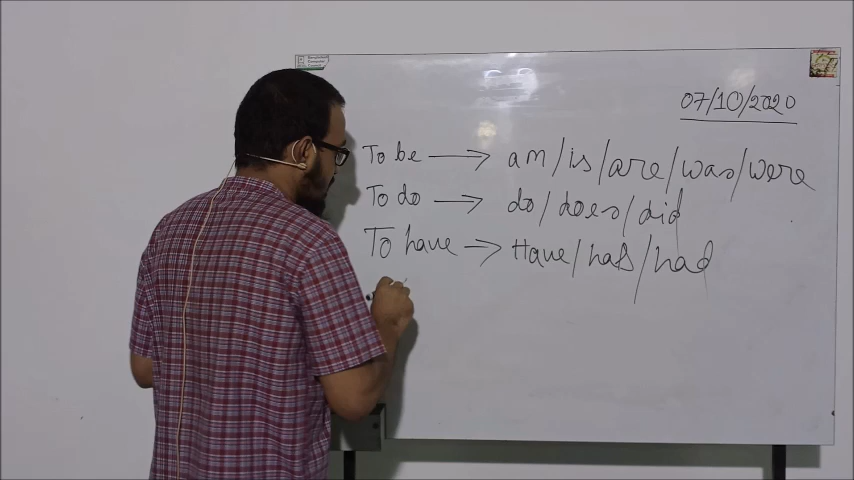 07/10/2020
To be → am/is/are/was/were
To do → do/does/did
To have → Have/has/had